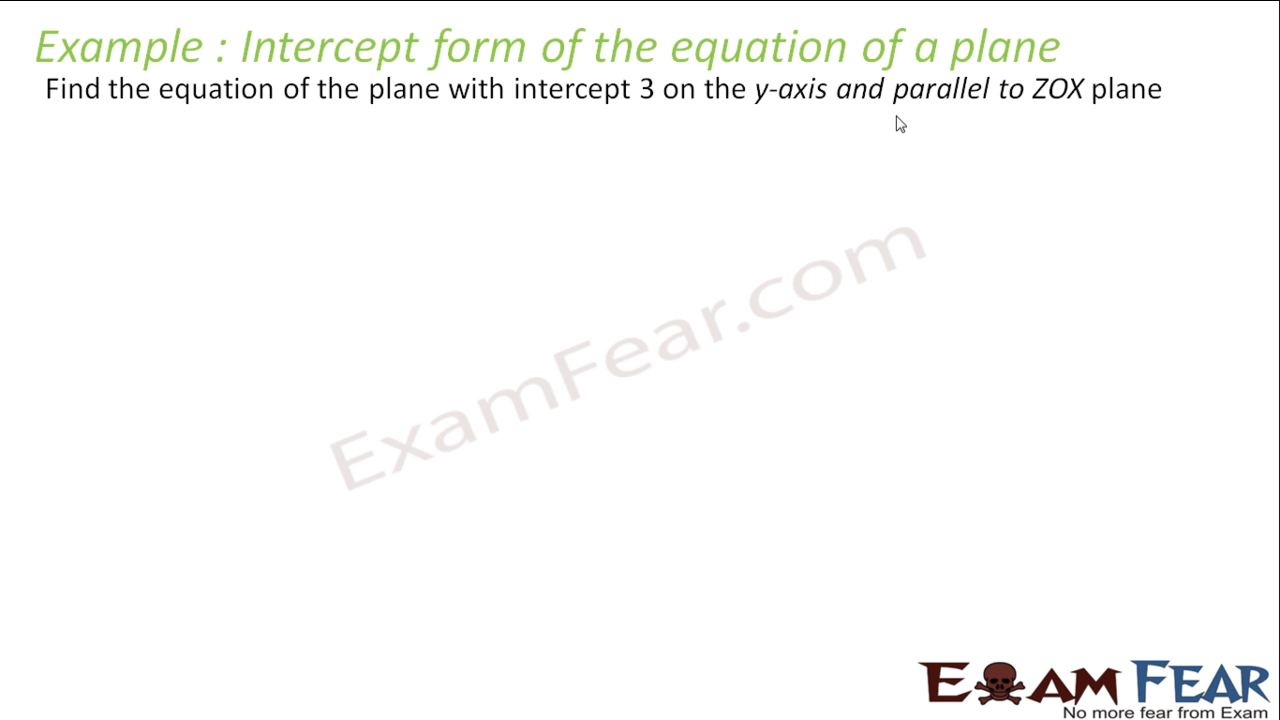 Example : Intercept form of the equation of a plane
Find the equation of the plane with intercept 3 on the y-axis and parallel to ZOX plane
ExamFear.com
EXAM FEAR
No more fear from Exam